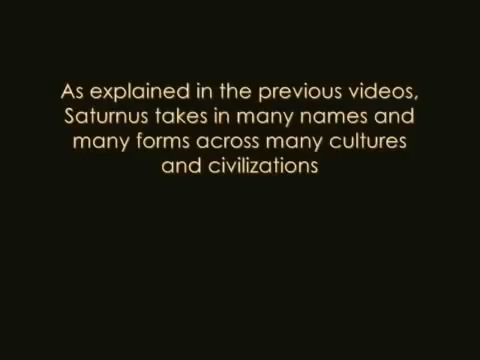 As explained in the previous videos,
Saturnus takes in many names and
many forms across many cultures
and civilizations